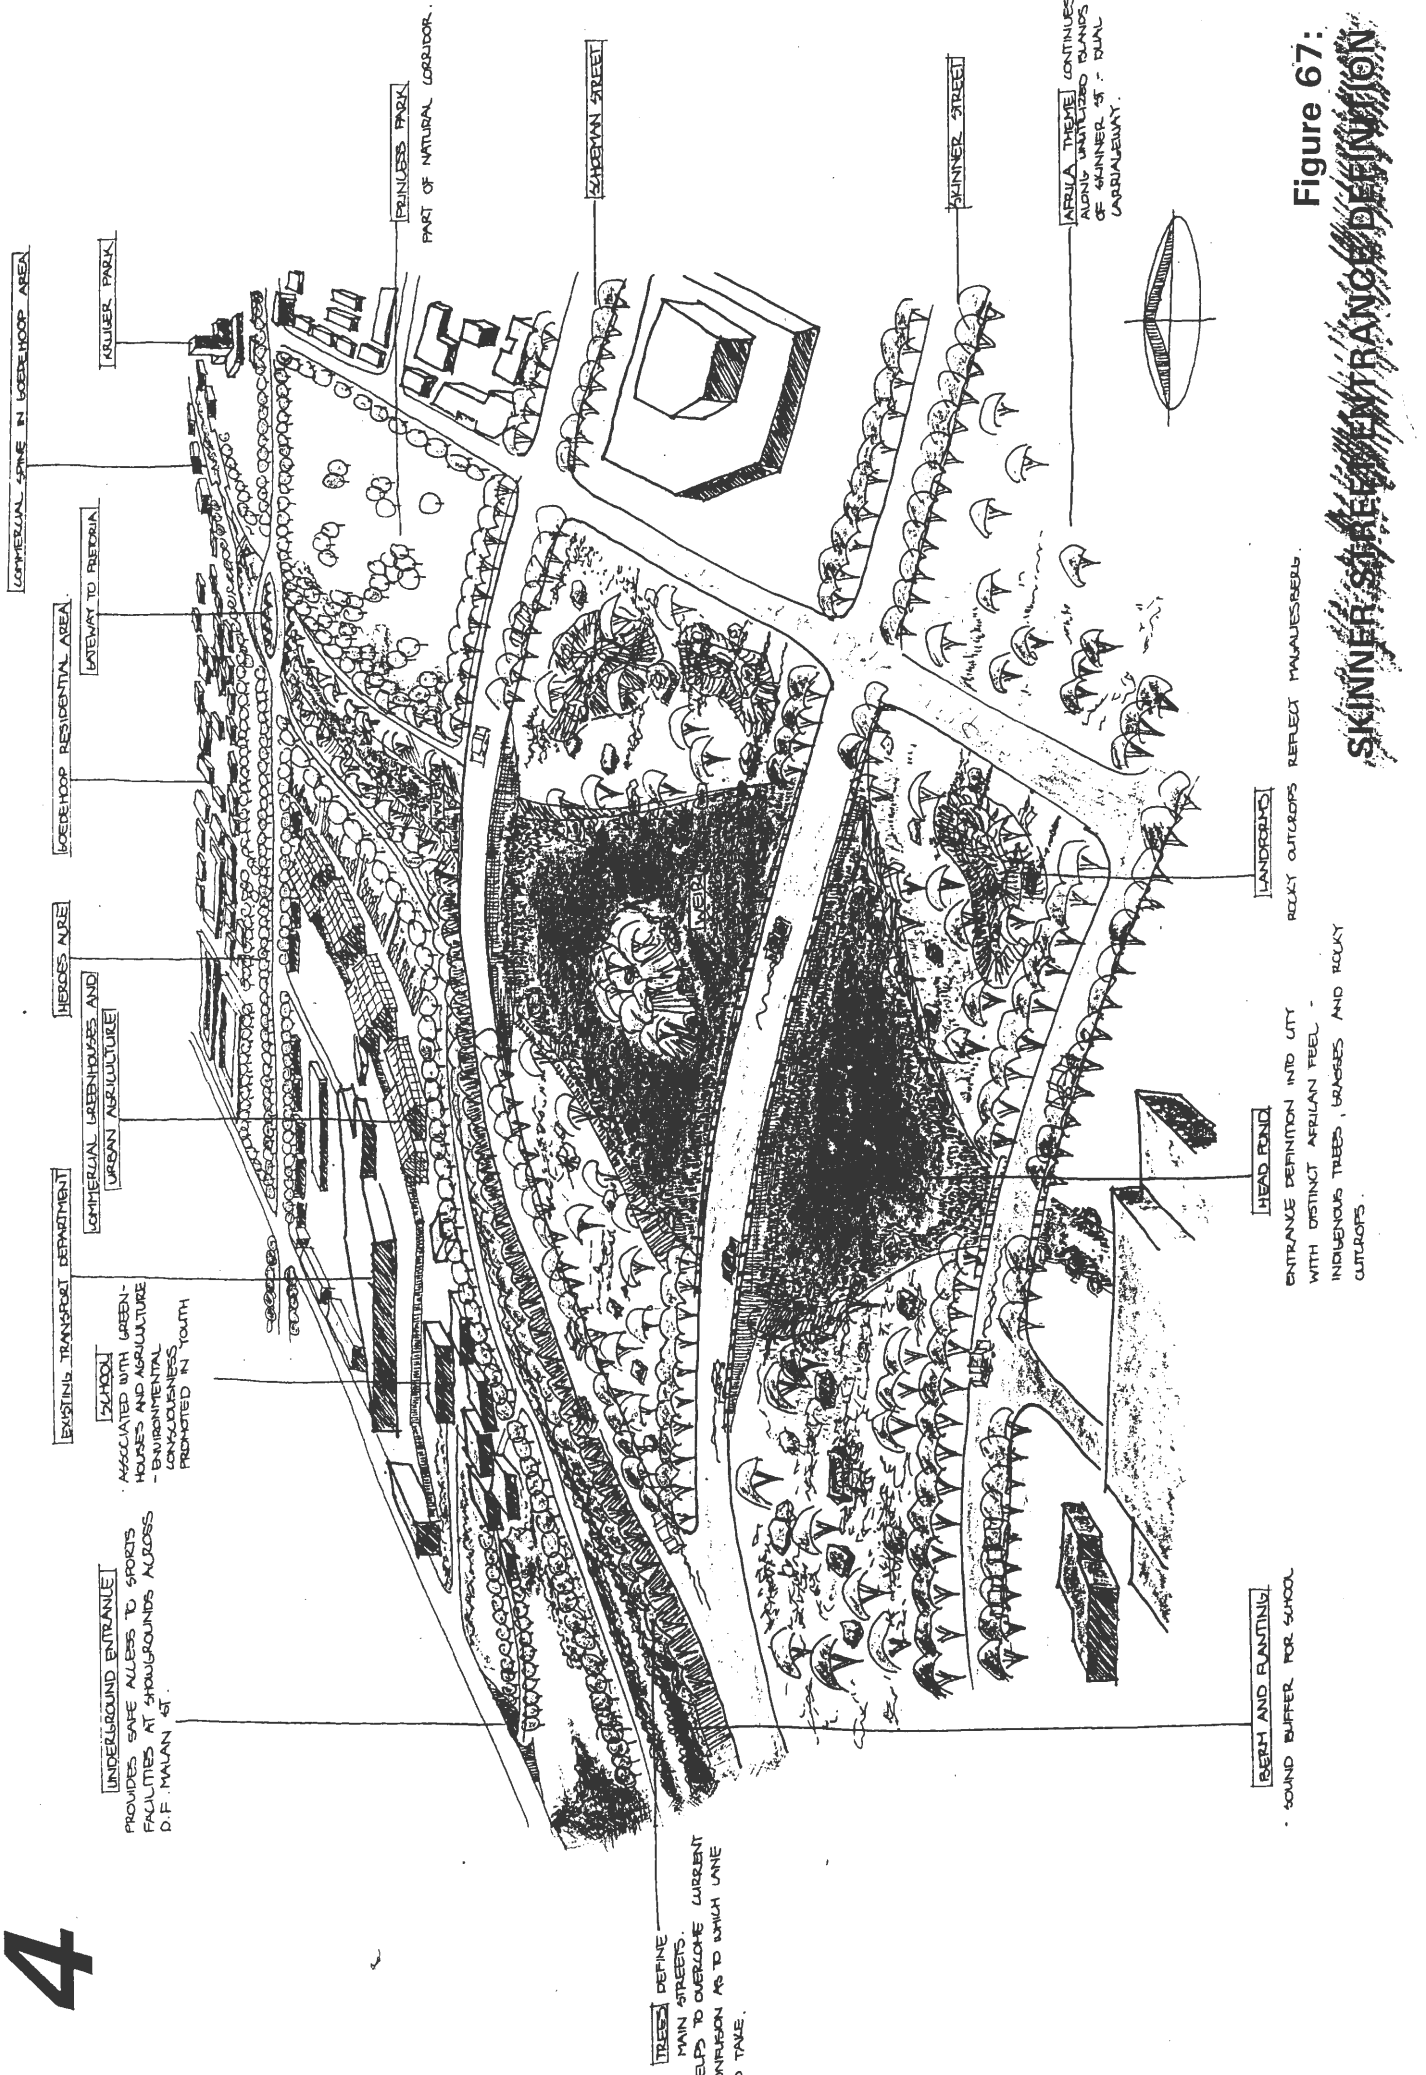 4
UNDERGROUND ENTRANCE
PROVIDES SAFE ACCESS TO SPORTS
FACILITIES AT SHOWGROUNDS ACROSS
D.F. MALAN ST.
EXISTING TRANSPORT DEPARTMENT
SCHOOL
· ASSOCIATED WITH GREEN-
HOUSES AND AGRICULTURE
- ENVIRONMENTAL
CONSCIOUSNESS
PROMOTED IN YOUTH
COMMERCIAL GREENHOUSES AND
URBAN AGRICULTURE
HEROES ACRE
GOEDEHOOP RESIDENTIAL AREA.
GATEWAY TO PRETORIA
COMMERCIAL SPINE IN GOEDEHOOP AREA
KRUGER PARK
PRINCESS PARK
PART OF NATURAL CORRIDOR.
SCHOEMAN STREET
SKINNER STREET
AFRICA THEME CONTINUES
ALONG UNUTILIZED ISLANDS
OF SKINNER ST - DUAL
CARRIAGEWAY.
WEIR
TREES DEFINE
MAIN STREETS.
ELPS TO OVERCOME CURRENT
ONFUSION AS TO WHICH LANE
O TAKE.
BERM AND PLANTING
· SOUND BUFFER FOR SCHOOL
HEAD POND
ENTRANCE DEFINITION INTO CITY
WITH DISTINCT AFRICAN FEEL -
INDIGENOUS TREES, GRASSES AND ROCKY
OUTCROPS.
LANDFORMS
ROCKY OUTCROPS REFLECT MAGALIESBERG.
Figure 67:
SKINNER STREET ENTRANCE DEFINITION